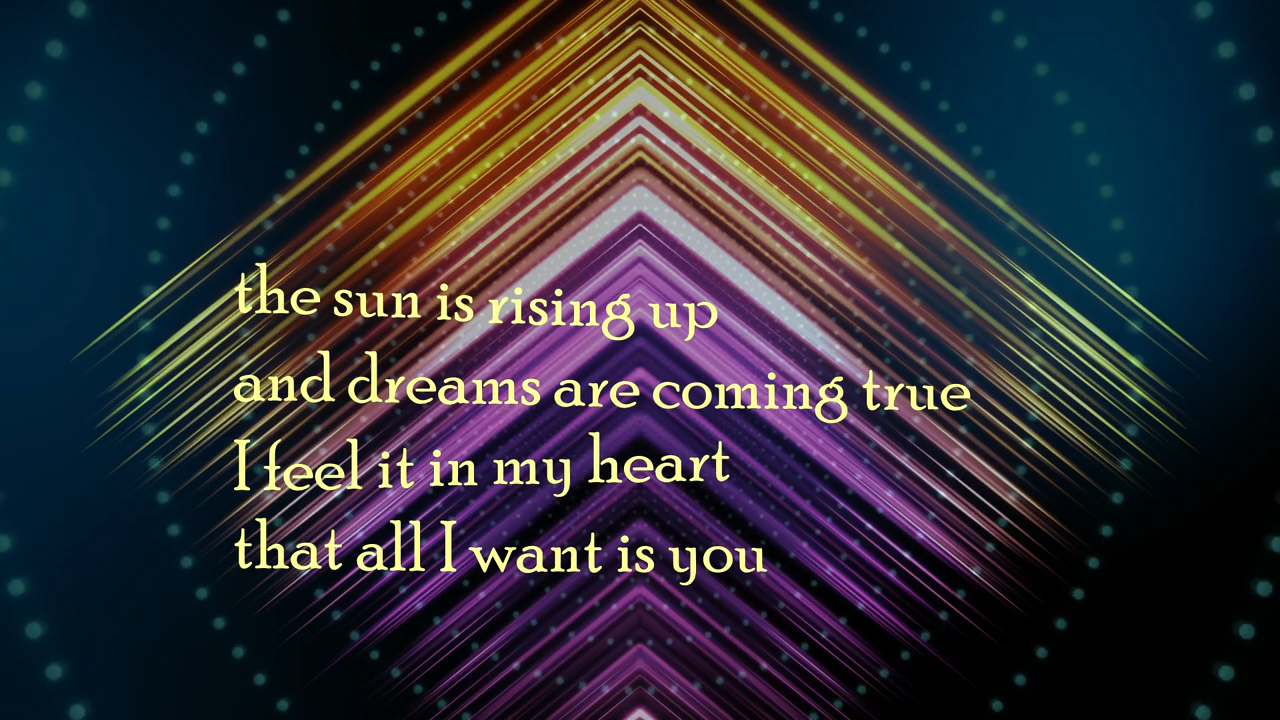 the sun is rising up
and dreams are coming true
I feel it in my heart
that all I want is you